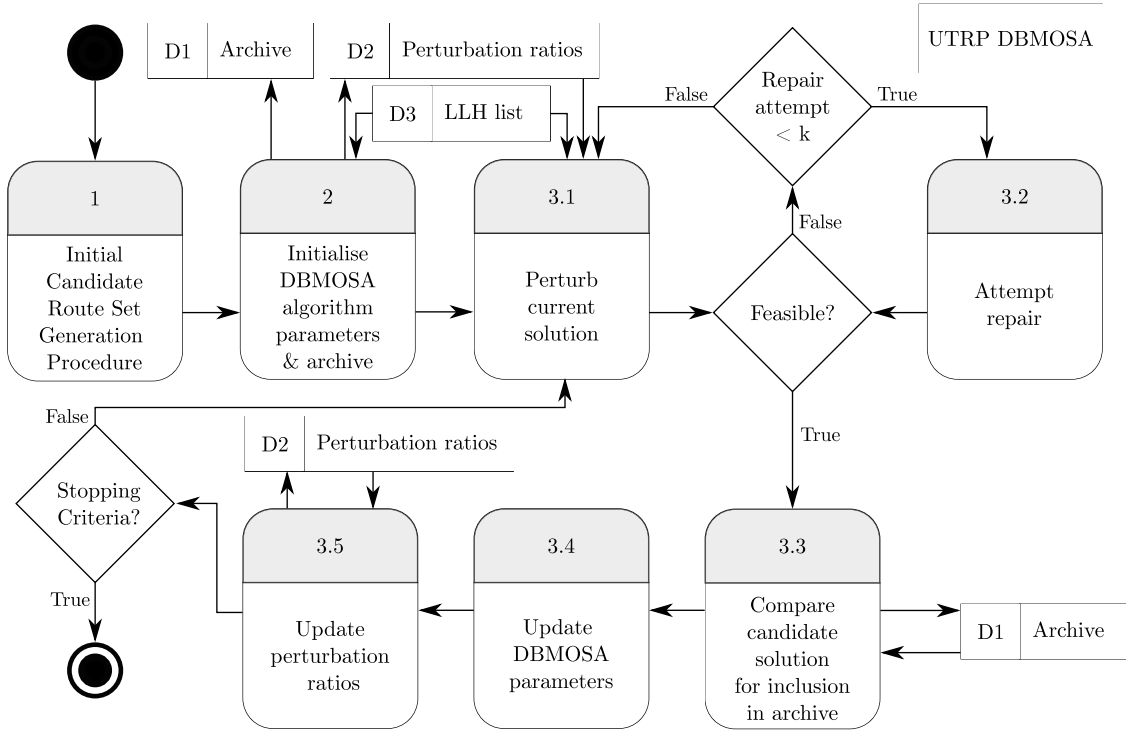 D1 Archive
D2 Perturbation ratios
UTRP DBMOSA
D3 LLH list
Repair
attempt
< k
False
True
1
Initial
Candidate
Route Set
Generation
Procedure
2
Initialise
DBMOSA
algorithm
parameters
& archive
3.1
Perturb
current
solution
False
Feasible?
True
3.2
Attempt
repair
False
Stopping
Criteria?
True
D2 Perturbation ratios
3.5
Update
perturbation
ratios
3.4
Update
DBMOSA
parameters
3.3
Compare
candidate
solution
for inclusion
in archive
D1 Archive